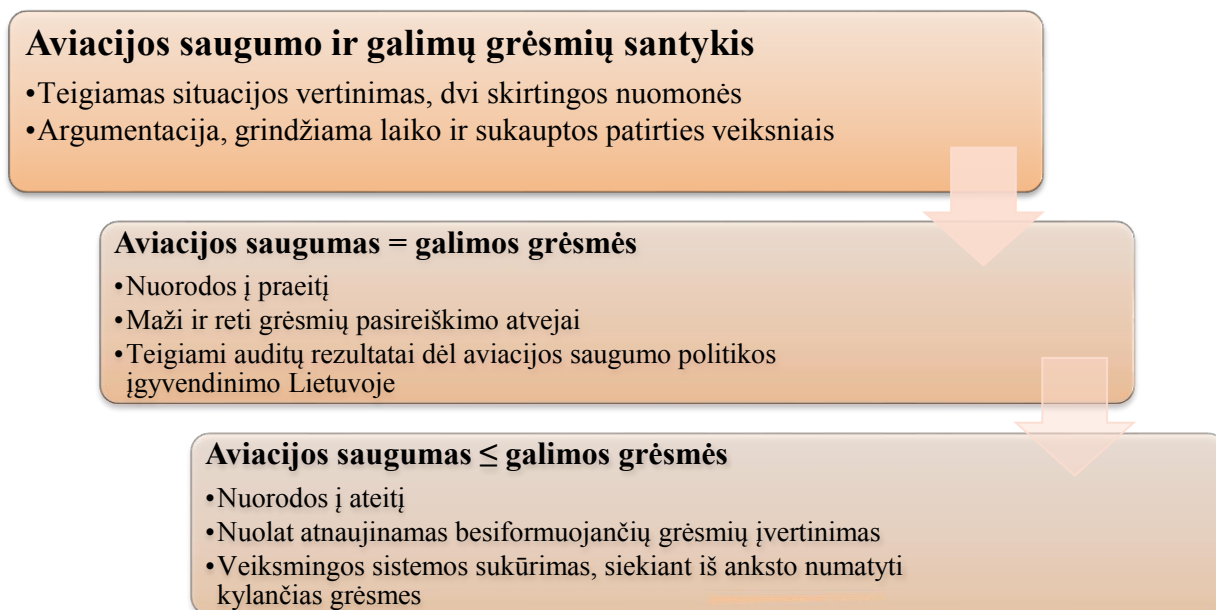 Aviacijos saugumo ir galimų grėsmių santykis
•Teigiamas situacijos vertinimas, dvi skirtingos nuomonės
•Argumentacija, grindžiama laiko ir sukauptos patirties veiksniais
Aviacijos saugumas = galimos grėsmės
•Nuorodos į praeitį
•Maži ir reti grėsmių pasireiškimo atvejai
•Teigiami auditų rezultatai dėl aviacijos saugumo politikos
įgyvendinimo Lietuvoje
Aviacijos saugumas ≤ galimos grėsmės
•Nuorodos į ateitį
•Nuolat atnaujinamas besiformuojančių grėsmių įvertinimas
•Veiksmingos sistemos sukūrimas, siekiant iš anksto numatyti
kylančias grėsmes